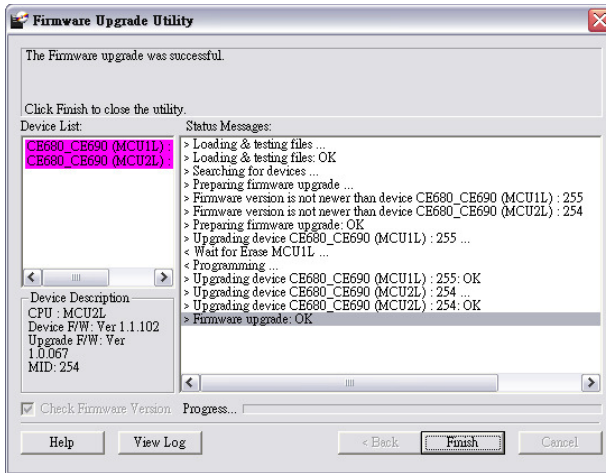 Firmware Upgrade Utility
The Firmware upgrade was successful.
Click Finish to close the utility.
Device List:
CE680_CE690 (MCU1L) :
CE680_CE690 (MCU2L) :
Status Messages:
> Loading & testing files ...
> Loading & testing files: OK
> Searching for devices ...
> Preparing firmware upgrade ...
> Firmware version is not newer than device CE680_CE690 (MCU1L) : 255
> Firmware version is not newer than device CE680_CE690 (MCU2L) : 254
> Preparing firmware upgrade: OK
> Upgrading device CE680_CE690 (MCU1L) : 255 ...
< Wait for Erase MCU1L ...
< Programming ...
> Upgrading device CE680_CE690 (MCU1L) : 255: OK
> Upgrading device CE680_CE690 (MCU2L) : 254 ...
> Upgrading device CE680_CE690 (MCU2L) : 254: OK
> Firmware upgrade: OK
Device Description
CPU : MCU2L
Device F/W: Ver 1.1.102
Upgrade F/W: Ver
1.0.067
MID: 254
Check Firmware Version
Progress...
Help
View Log
< Back
Finish
Cancel